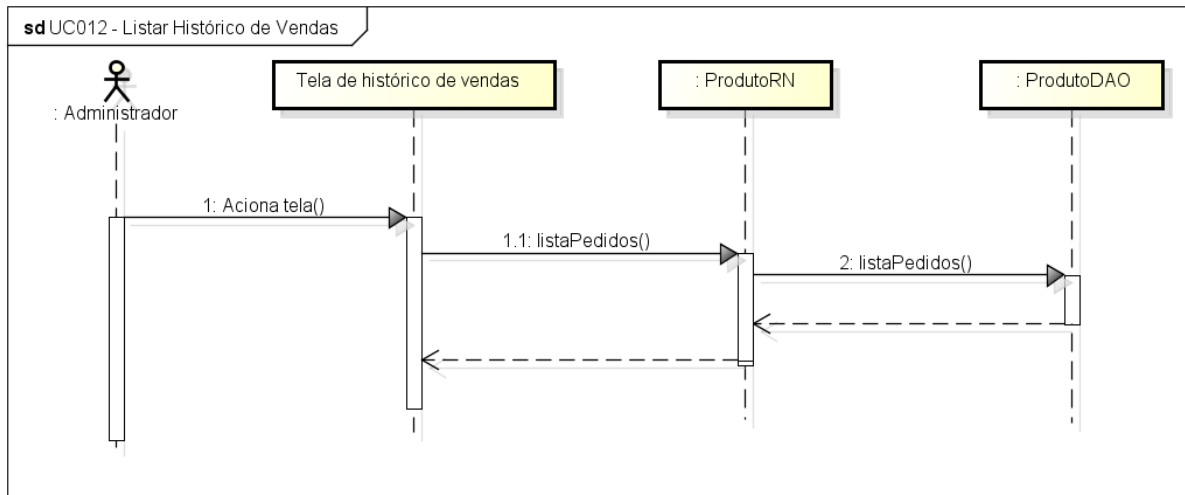 sd UC012 - Listar Histórico de Vendas
: Administrador
Tela de histórico de vendas
: ProdutoRN
: ProdutoDAO
1: Aciona tela()
1.1: listaPedidos()
2: listaPedidos()